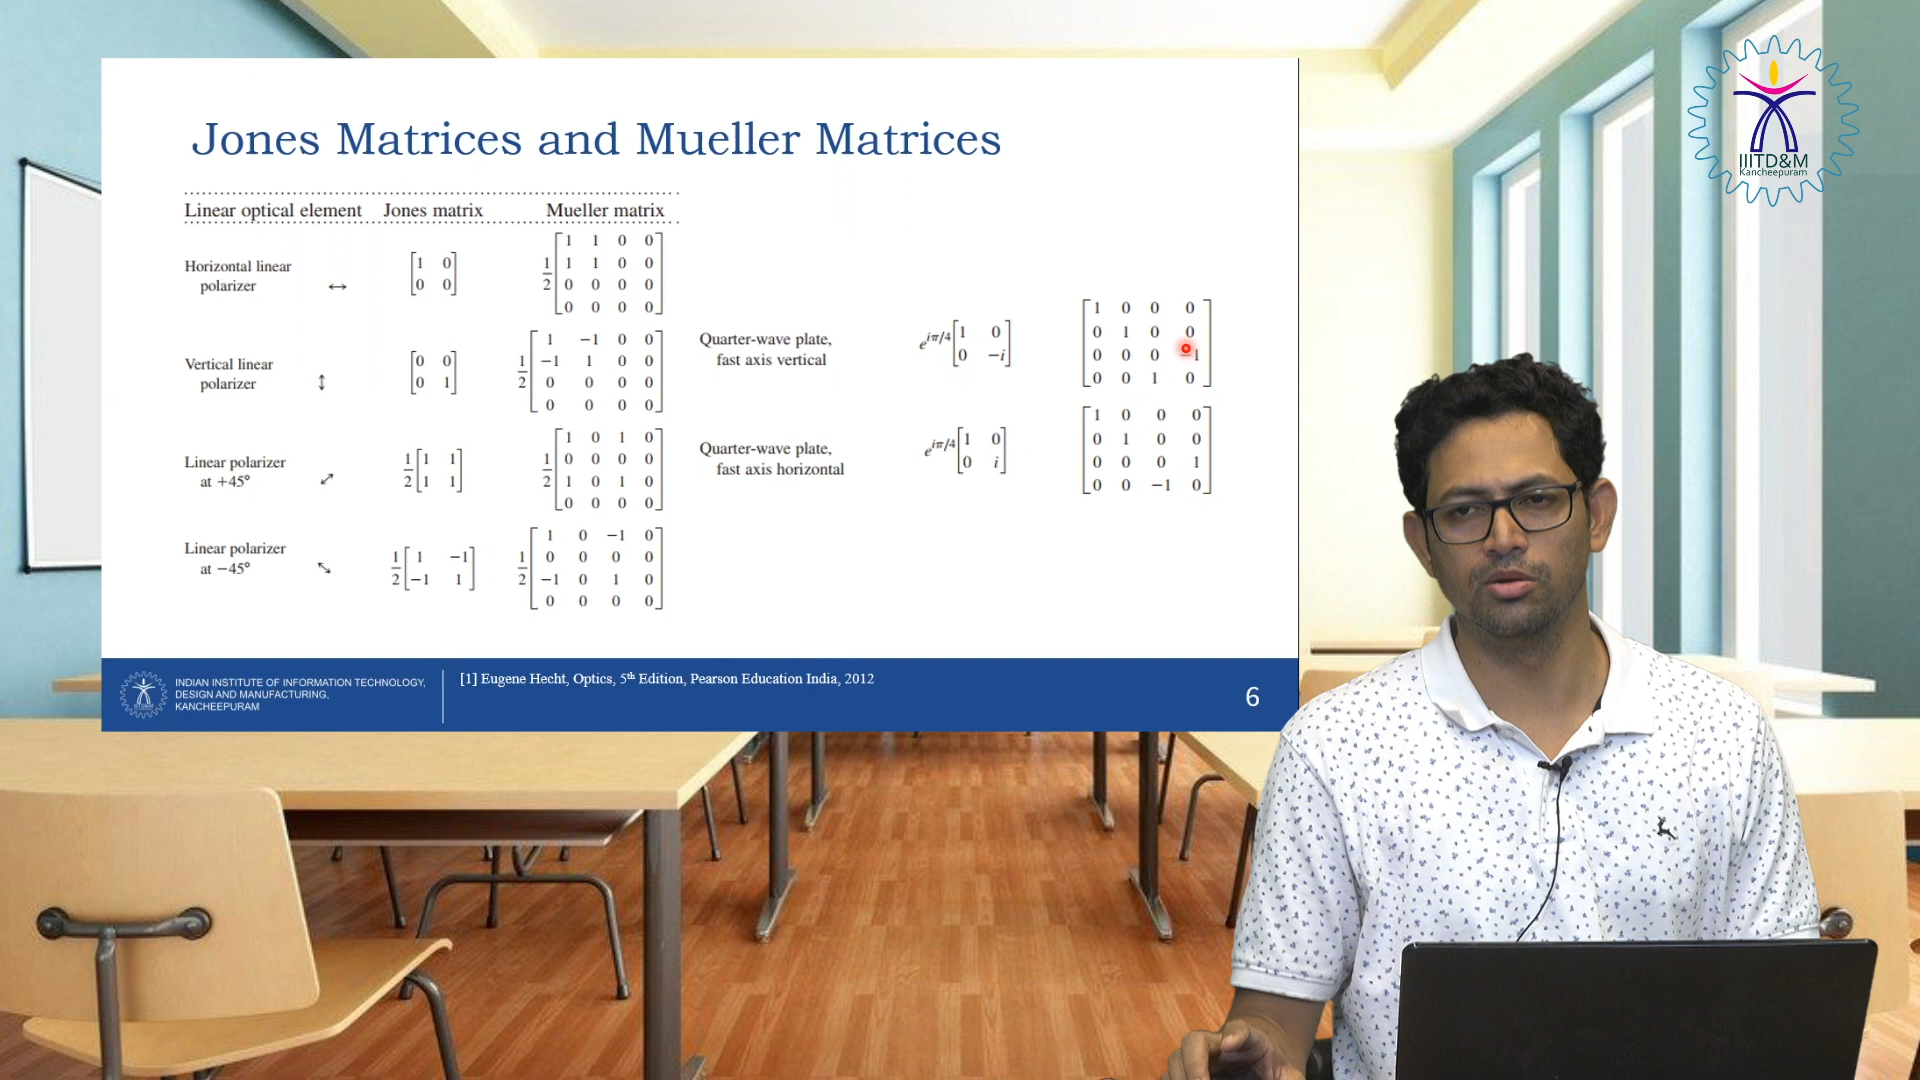 Jones Matrices and Mueller Matrices
Linear optical element Jones matrix Mueller matrix
Horizontal linear polarizer ↔
[1 0
0 0]
1/2 [1 1 0 0
1 1 0 0
0 0 0 0
0 0 0 0]
Vertical linear polarizer ↕
[0 0
0 1]
1/2 [1 −1 0 0
−1 1 0 0
0 0 0 0
0 0 0 0]
Linear polarizer at +45° ⤢
1/2 [1 1
1 1]
1/2 [1 0 1 0
0 0 0 0
1 0 1 0
0 0 0 0]
Linear polarizer at −45° ⤡
1/2 [1 −1
−1 1]
1/2 [1 0 −1 0
0 0 0 0
−1 0 1 0
0 0 0 0]
Quarter-wave plate,
fast axis vertical
e^{iπ/4} [1 0
0 −i]
[1 0 0 0
0 1 0 0
0 0 0 −1
0 0 1 0]
Quarter-wave plate,
fast axis horizontal
e^{iπ/4} [1 0
0 i]
[1 0 0 0
0 1 0 0
0 0 0 1
0 0 −1 0]
INDIAN INSTITUTE OF INFORMATION TECHNOLOGY,
DESIGN AND MANUFACTURING,
KANCHEEPURAM
[1] Eugene Hecht, Optics, 5th Edition, Pearson Education India, 2012
6
IIITD&M
Kancheepuram